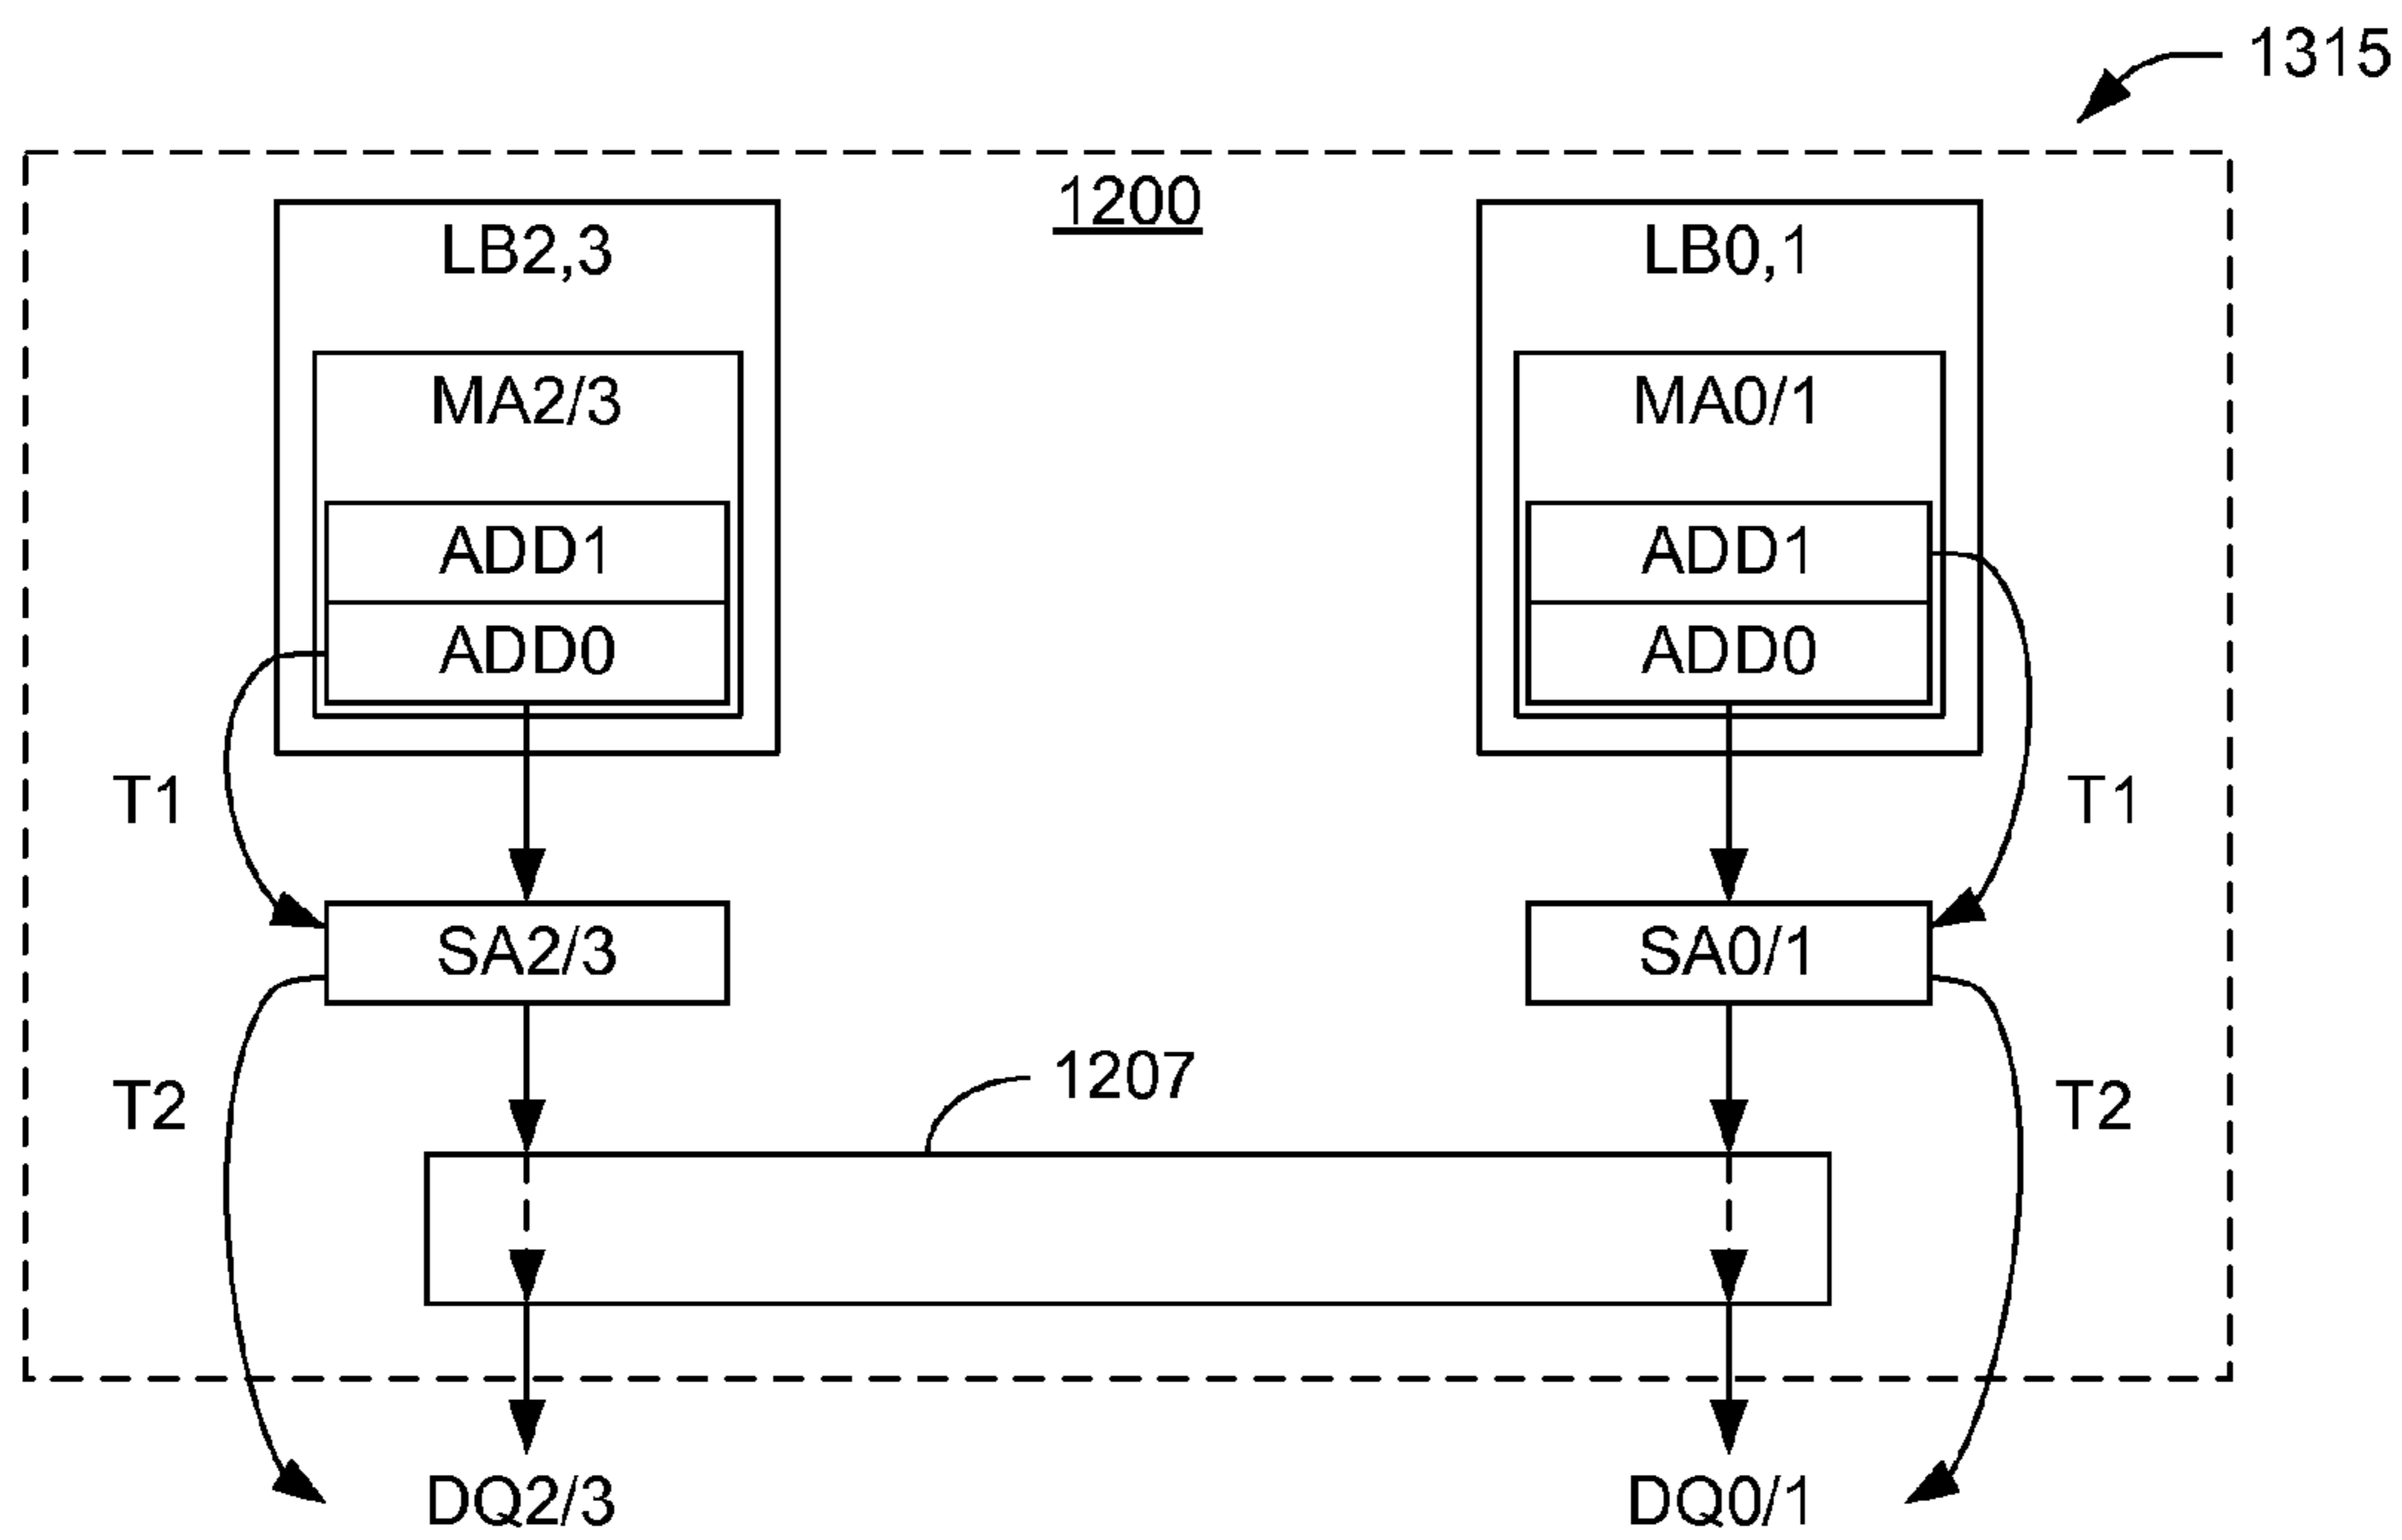 1315
1200
LB2,3
LB0,1
MA2/3
MA0/1
ADD1
ADD1
ADD0
ADD0
T1
T1
SA2/3
SA0/1
1207
T2
T2
DQ2/3
DQ0/1